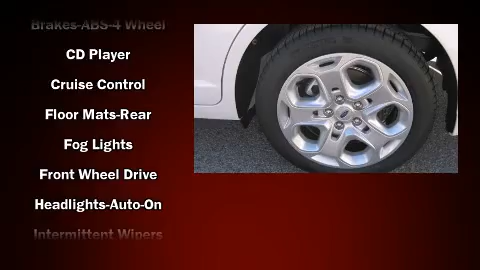 Brakes-ABS-4 Wheel
CD Player
Cruise Control
Floor Mats-Rear
Fog Lights
Front Wheel Drive
Headlights-Auto-On
Intermittent Wipers